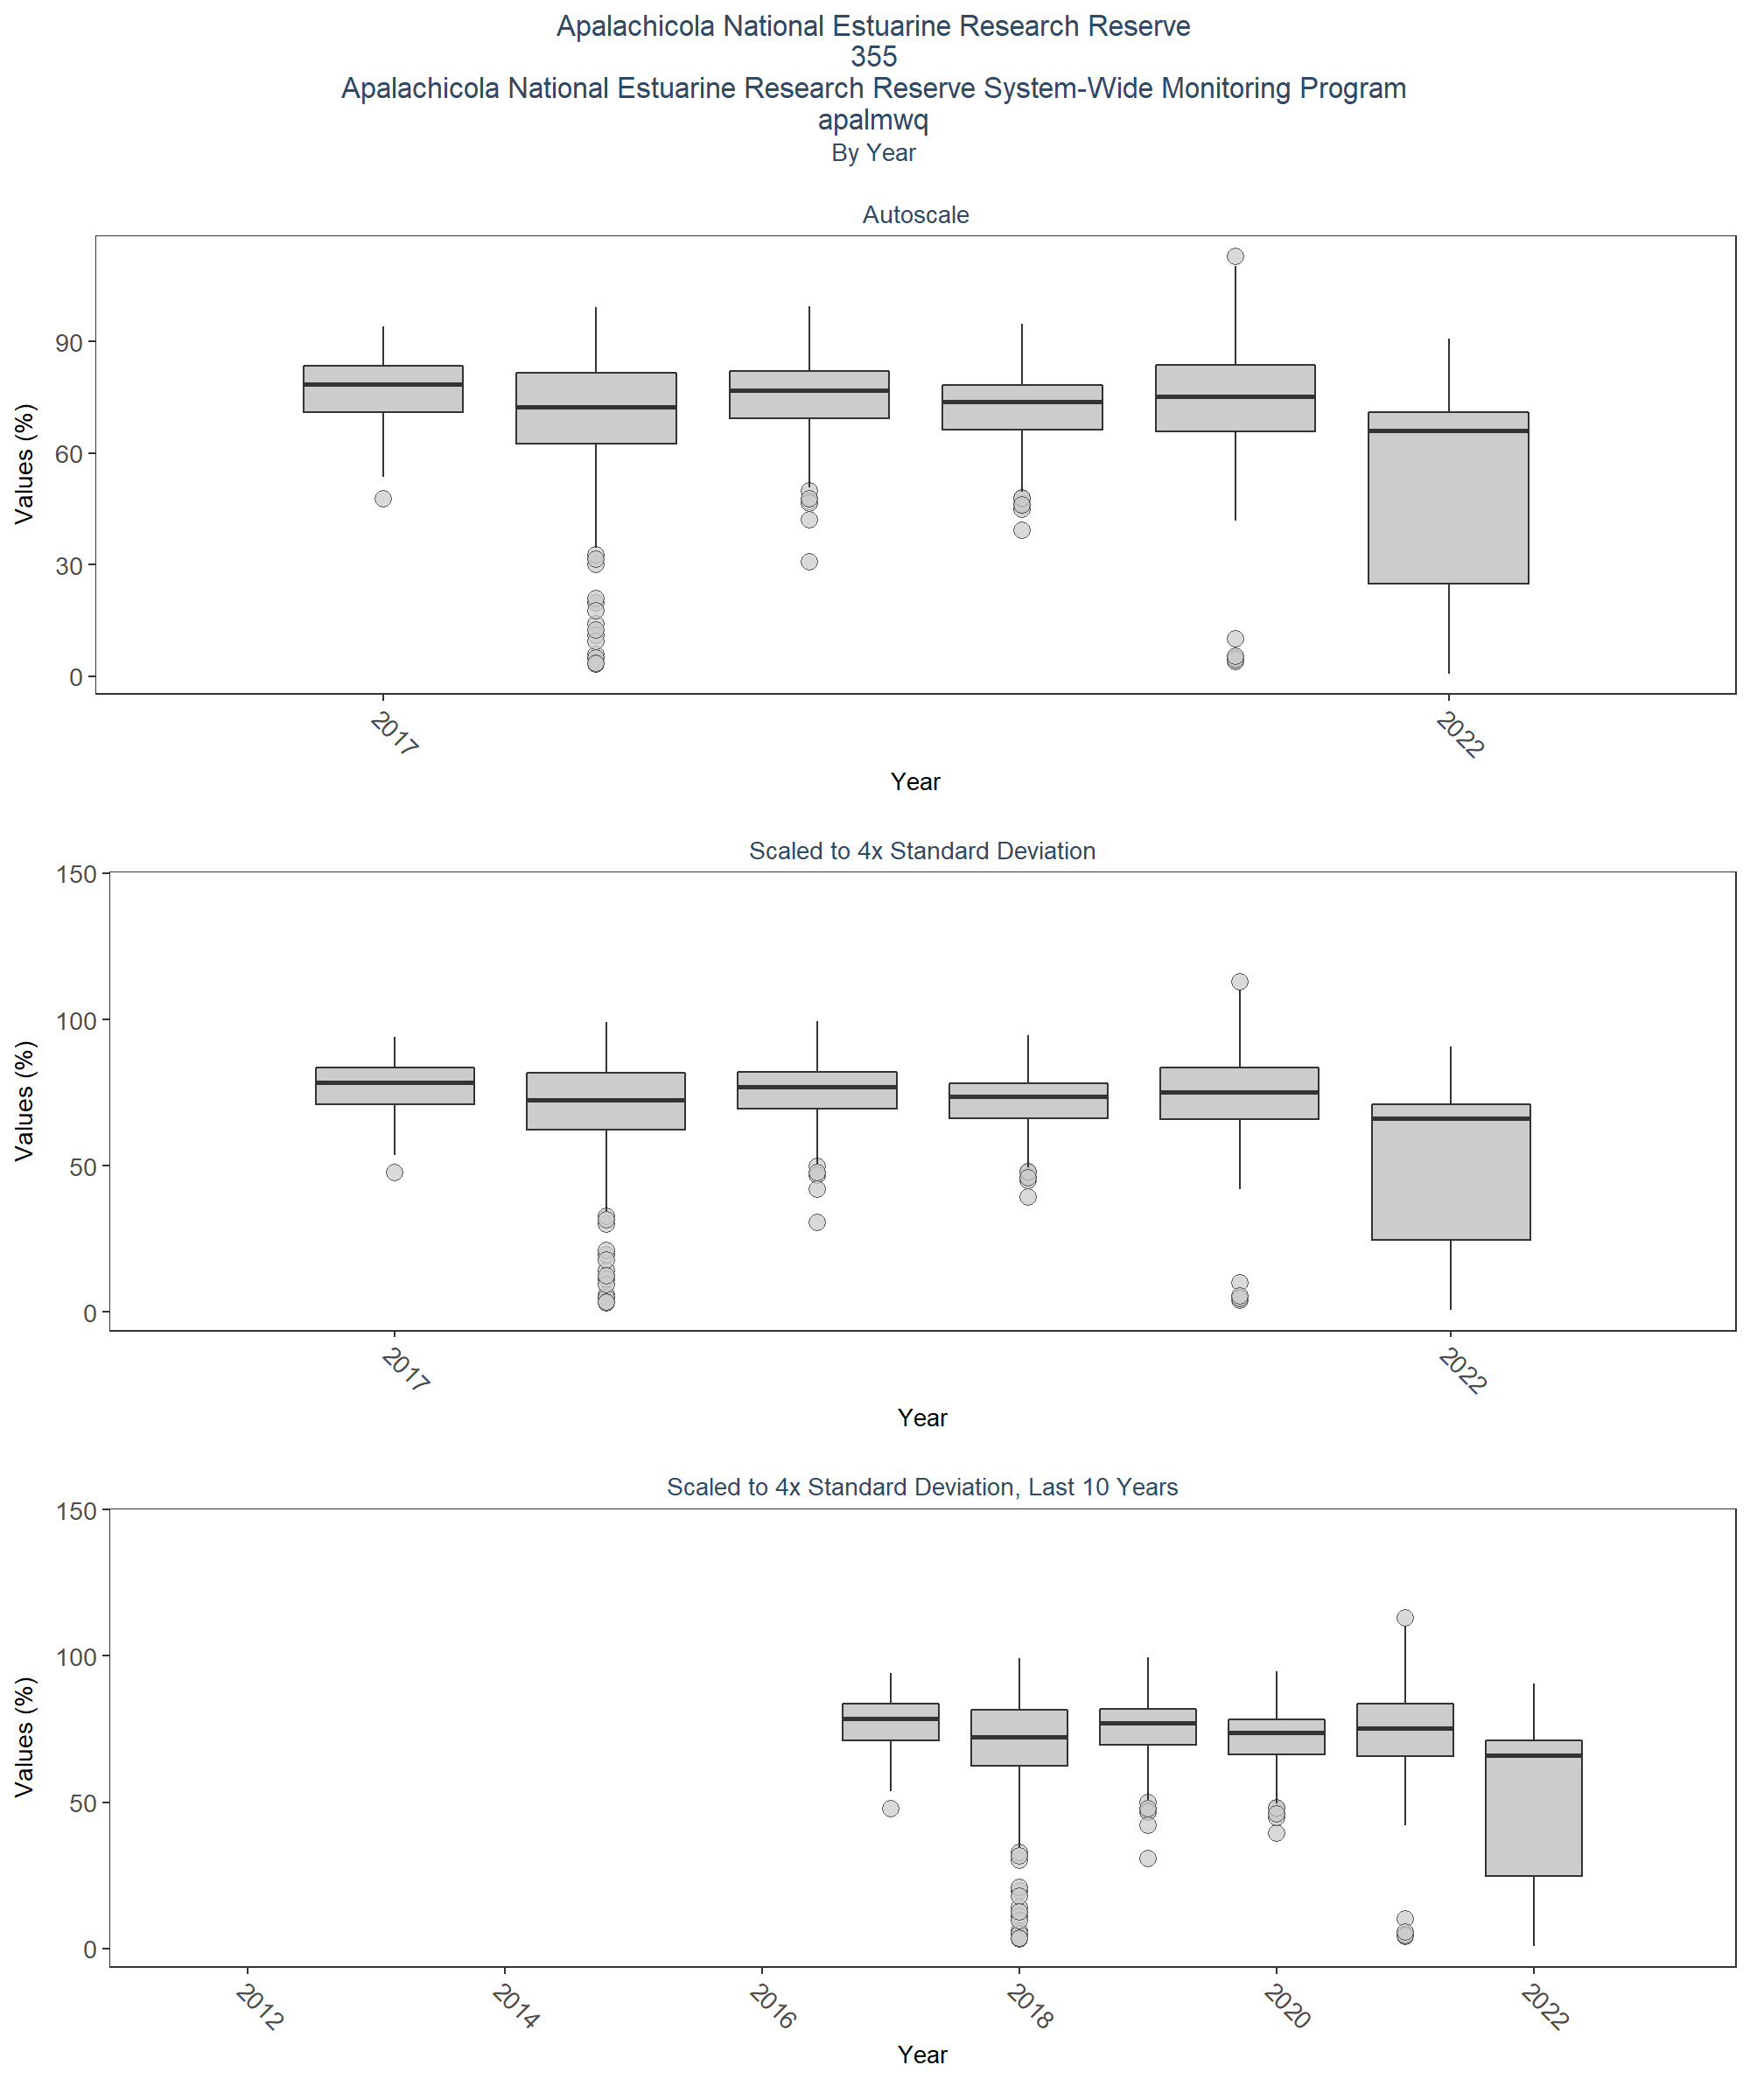 Apalachicola National Estuarine Research Reserve
355
Apalachicola National Estuarine Research Reserve System-Wide Monitoring Program
apalmwq
By Year
Autoscale
Values (%)
90
60
30
0
2017
2022
Year
Scaled to 4x Standard Deviation
Values (%)
150
100
50
0
2017
2022
Year
Scaled to 4x Standard Deviation, Last 10 Years
Values (%)
150
100
50
0
2012
2014
2016
2018
2020
2022
Year